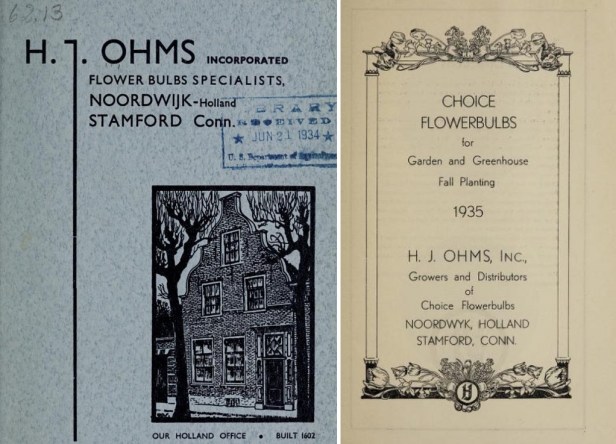 62.13
H. J. OHMS INCORPORATED
FLOWER BULBS SPECIALISTS,
NOORDWIJK-Holland
STAMFORD Conn.
LIBRARY
RECEIVED
★ JUN 21 1934 ★
U. S. Department of Agriculture
OUR HOLLAND OFFICE • BUILT 1602
CHOICE
FLOWERBULBS
for
Garden and Greenhouse
Fall Planting
1935
H. J. OHMS, INC.,
Growers and Distributors
of
Choice Flowerbulbs
NOORDWYK, HOLLAND
STAMFORD, CONN.
H